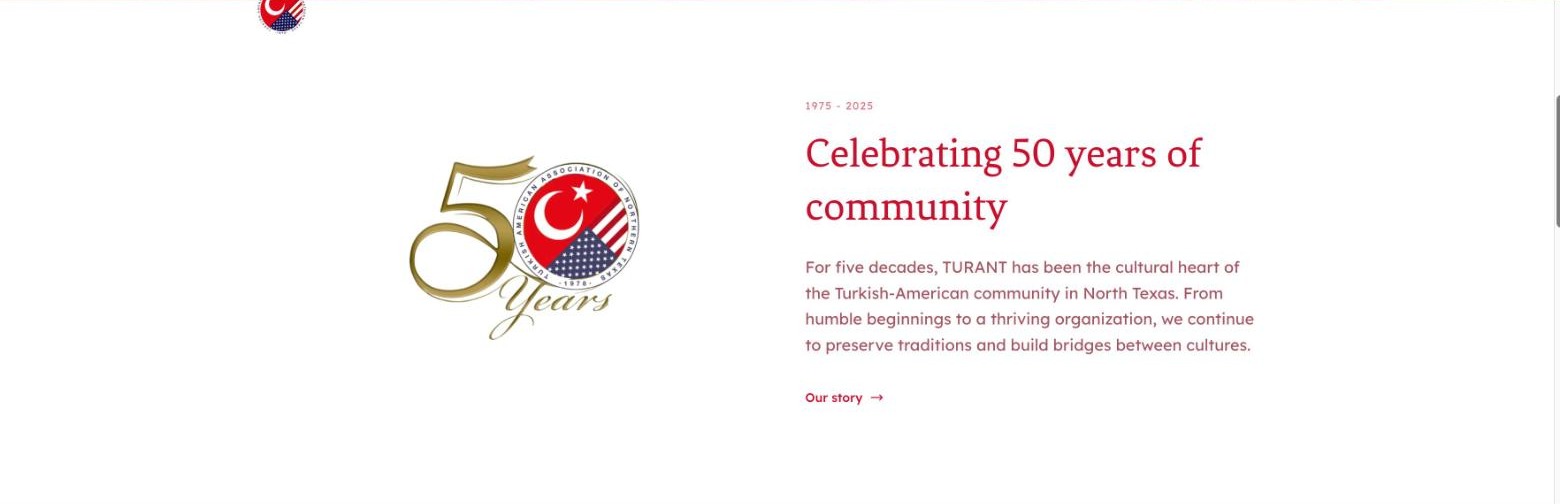 1975 - 2025
Celebrating 50 years of
community
For five decades, TURANT has been the cultural heart of
the Turkish-American community in North Texas. From
humble beginnings to a thriving organization, we continue
to preserve traditions and build bridges between cultures.
Our story →
50
Years
TURKISH AMERICAN ASSOCIATION OF NORTHERN TEXAS
-1978-